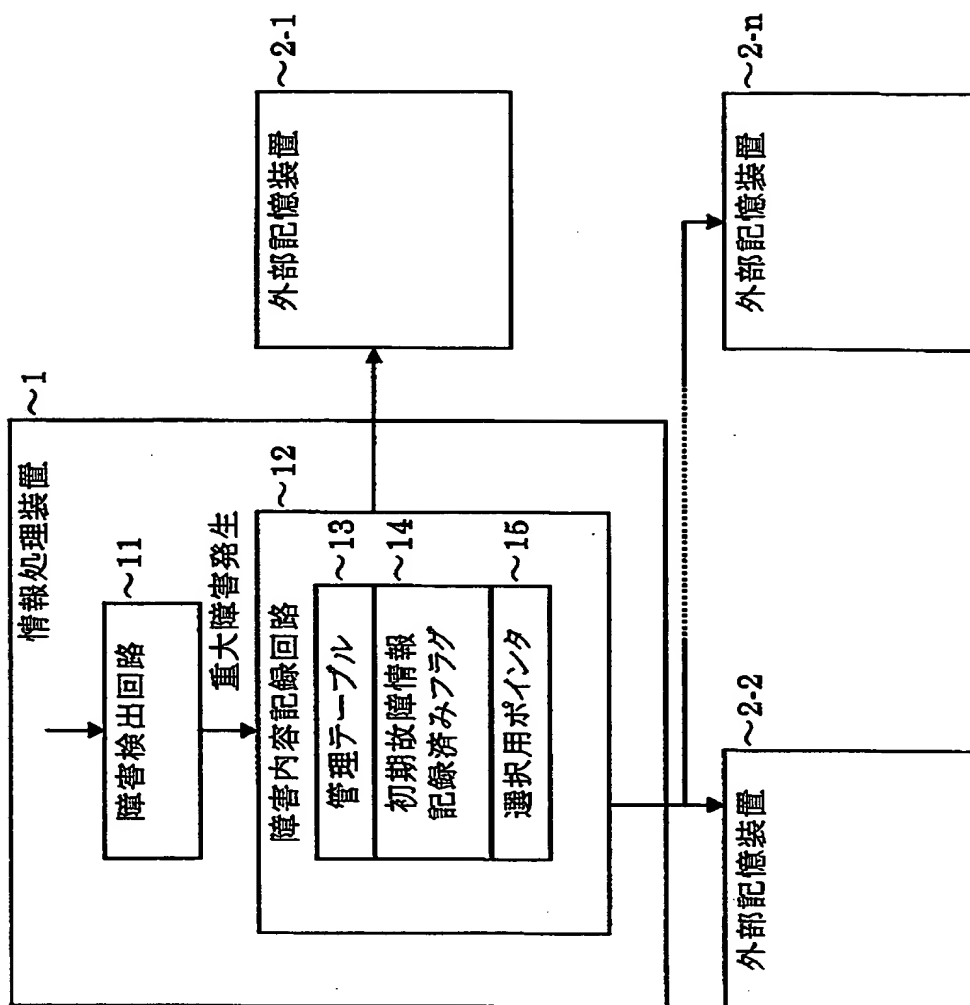 情報処理装置
~1
障害検出回路
~11
重大障害発生
障害内容記録回路
~12
管理テーブル
~13
初期故障情報
記録済みフラグ
~14
選択用ポインタ
~15
外部記憶装置
~2-1
外部記憶装置
~2-2
外部記憶装置
~2-n